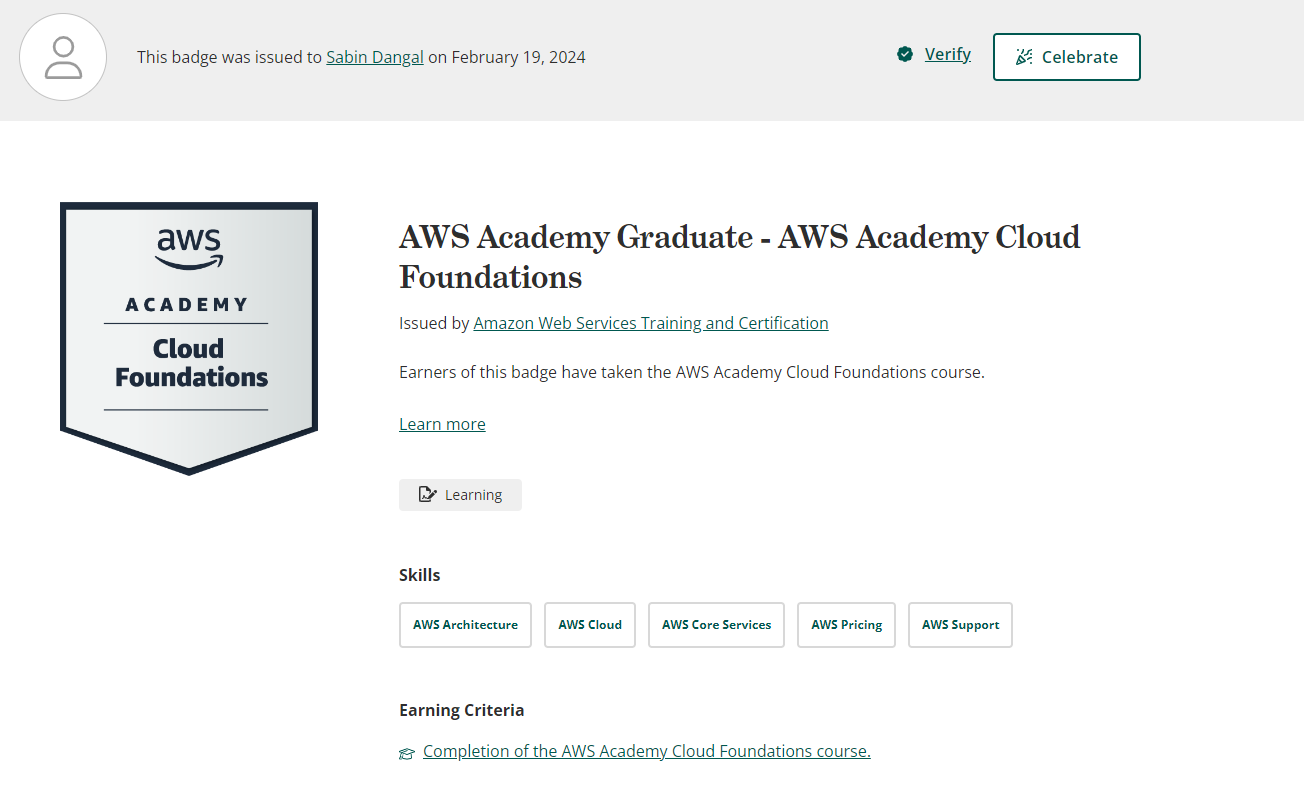 This badge was issued to Sabin Dangal on February 19, 2024
Verify
Celebrate
aws
ACADEMY
Cloud
Foundations
AWS Academy Graduate - AWS Academy Cloud
Foundations
Issued by Amazon Web Services Training and Certification
Earners of this badge have taken the AWS Academy Cloud Foundations course.
Learn more
Learning
Skills
AWS Architecture
AWS Cloud
AWS Core Services
AWS Pricing
AWS Support
Earning Criteria
Completion of the AWS Academy Cloud Foundations course.